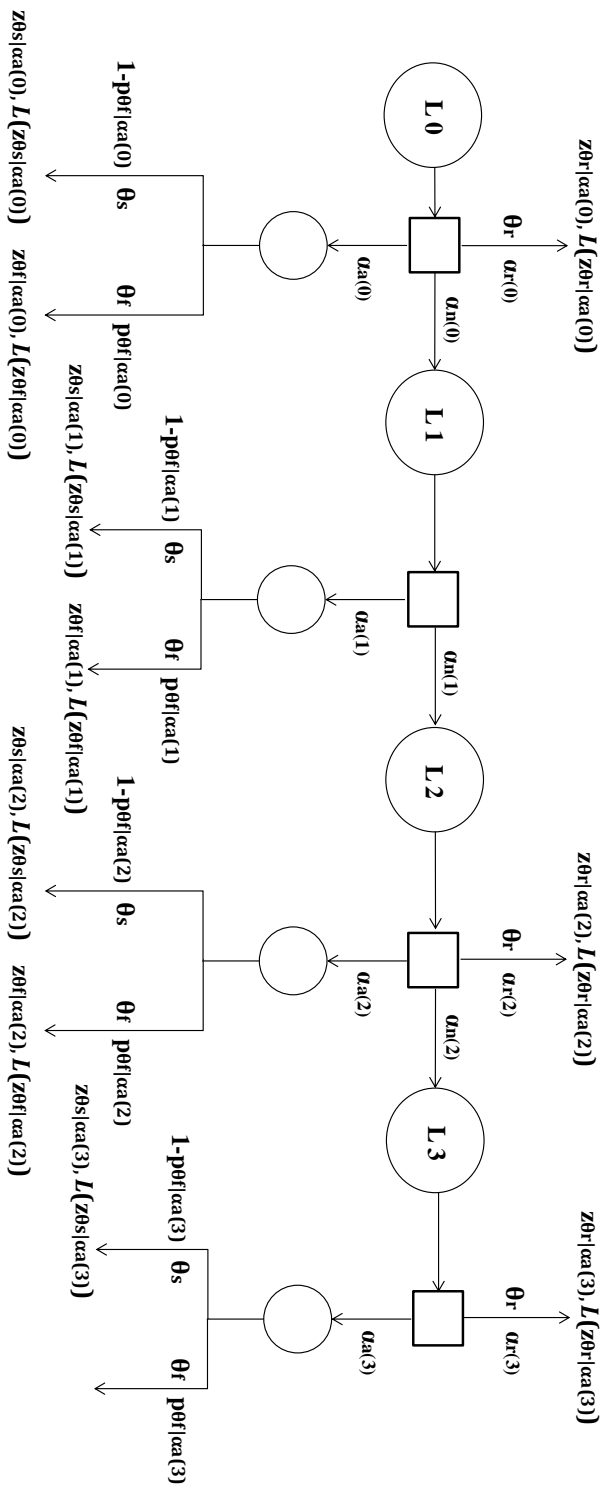 zθr|αa(0), L(zθr|αa(0))
θr αr(0)
L 0
αn(0)
αa(0)
1-pθf|αa(0) θs
θf pθf|αa(0)
zθs|αa(0), L(zθs|αa(0))
zθf|αa(0), L(zθf|αa(0))
L 1
αn(1)
αa(1)
1-pθf|αa(1) θs
θf pθf|αa(1)
zθs|αa(1), L(zθs|αa(1))
zθf|αa(1), L(zθf|αa(1))
zθr|αa(2), L(zθr|αa(2))
θr αr(2)
L 2
αn(2)
αa(2)
1-pθf|αa(2) θs
θf pθf|αa(2)
zθs|αa(2), L(zθs|αa(2))
zθf|αa(2), L(zθf|αa(2))
zθr|αa(3), L(zθr|αa(3))
θr αr(3)
L 3
αa(3)
1-pθf|αa(3) θs
θf pθf|αa(3)
zθs|αa(3), L(zθs|αa(3))